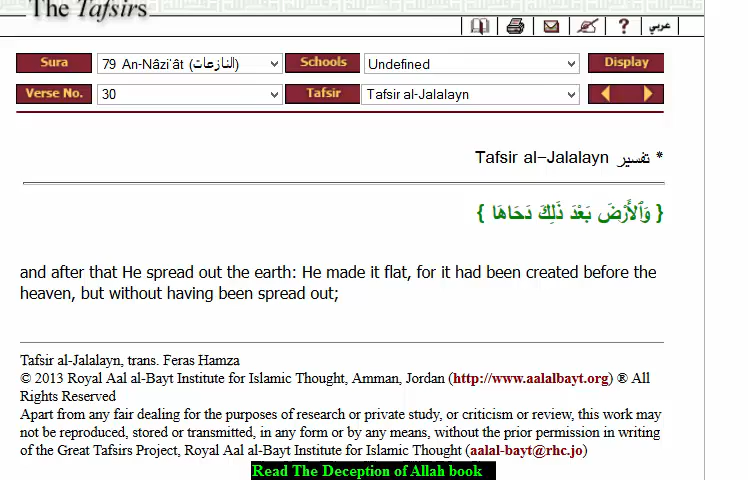 The Tafsirs
عربي
Sura
79 An-Nâzi'ât (النازعات)
Schools
Undefined
Display
Verse No.
30
Tafsir
Tafsir al-Jalalayn
* تفسير Tafsir al-Jalalayn
{ وَٱلأَرْضَ بَعْدَ ذَلِكَ دَحَاهَا }
and after that He spread out the earth: He made it flat, for it had been created before the
heaven, but without having been spread out;
Tafsir al-Jalalayn, trans. Feras Hamza
© 2013 Royal Aal al-Bayt Institute for Islamic Thought, Amman, Jordan (http://www.aalalbayt.org) ® All
Rights Reserved
Apart from any fair dealing for the purposes of research or private study, or criticism or review, this work may
not be reproduced, stored or transmitted, in any form or by any means, without the prior permission in writing
of the Great Tafsirs Project, Royal Aal al-Bayt Institute for Islamic Thought (aalal-bayt@rhc.jo)
Read The Deception of Allah book